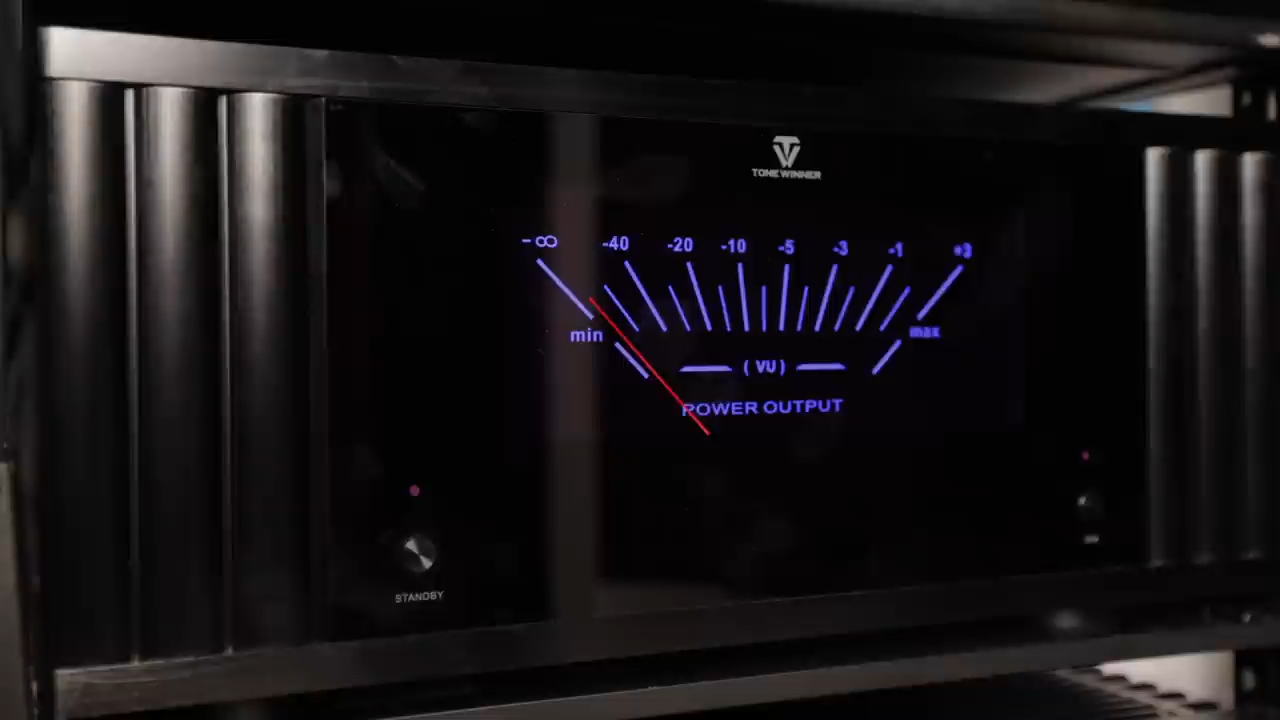 TONEWINNER
-∞ -40 -20 -10 -5 -3 -1 +3
min max
( VU )
POWER OUTPUT
STANDBY